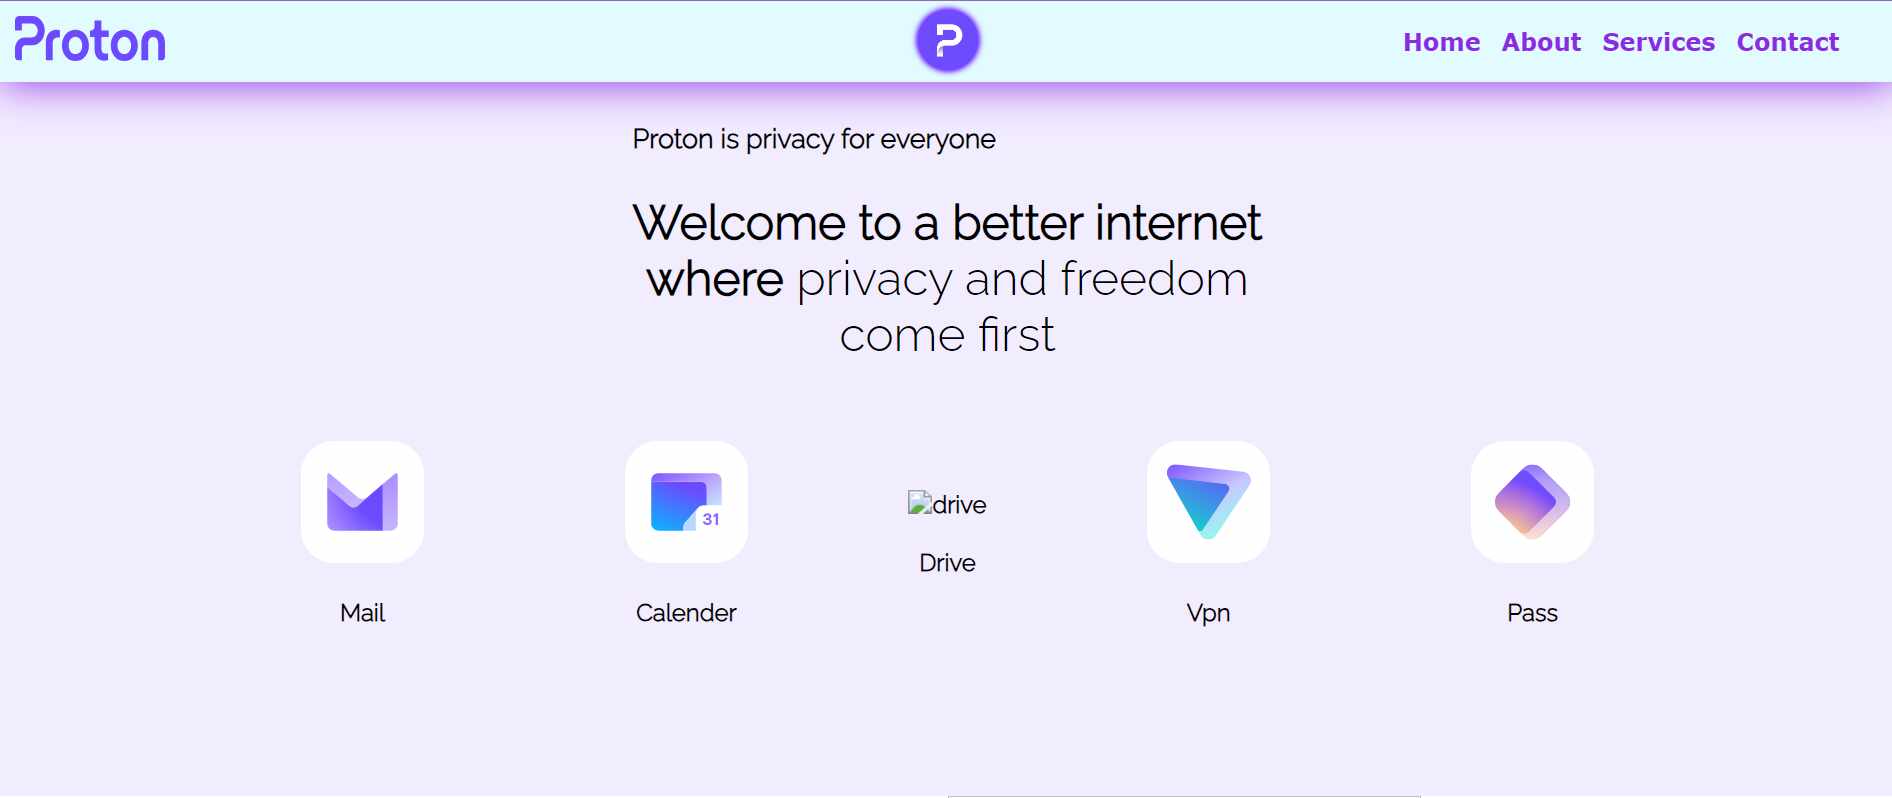 Proton
P
Home About Services Contact
Proton is privacy for everyone
Welcome to a better internet
where privacy and freedom
come first
31
drive
Drive
Mail Calender Vpn Pass